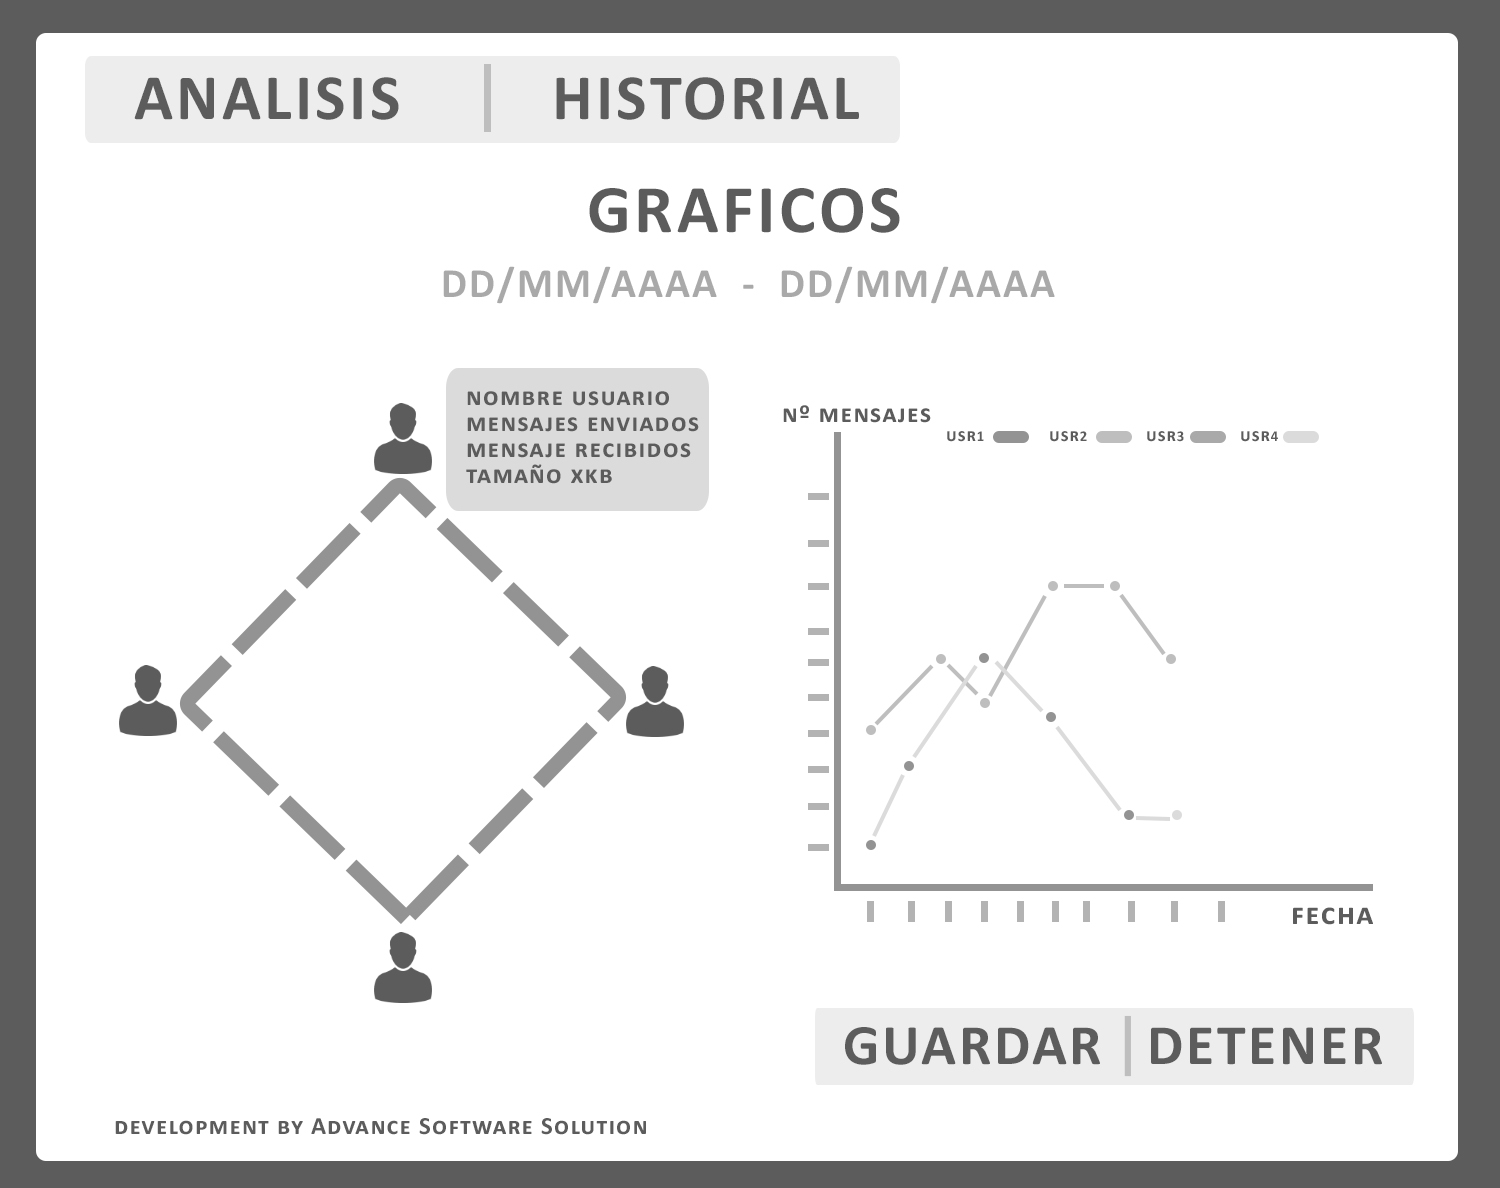 ANALISIS | HISTORIAL
GRAFICOS
DD/MM/AAAA - DD/MM/AAAA
NOMBRE USUARIO
MENSAJES ENVIADOS
MENSAJE RECIBIDOS
TAMAÑO XKB
Nº MENSAJES
USR1 USR2 USR3 USR4
FECHA
GUARDAR | DETENER
DEVELOPMENT BY ADVANCE SOFTWARE SOLUTION